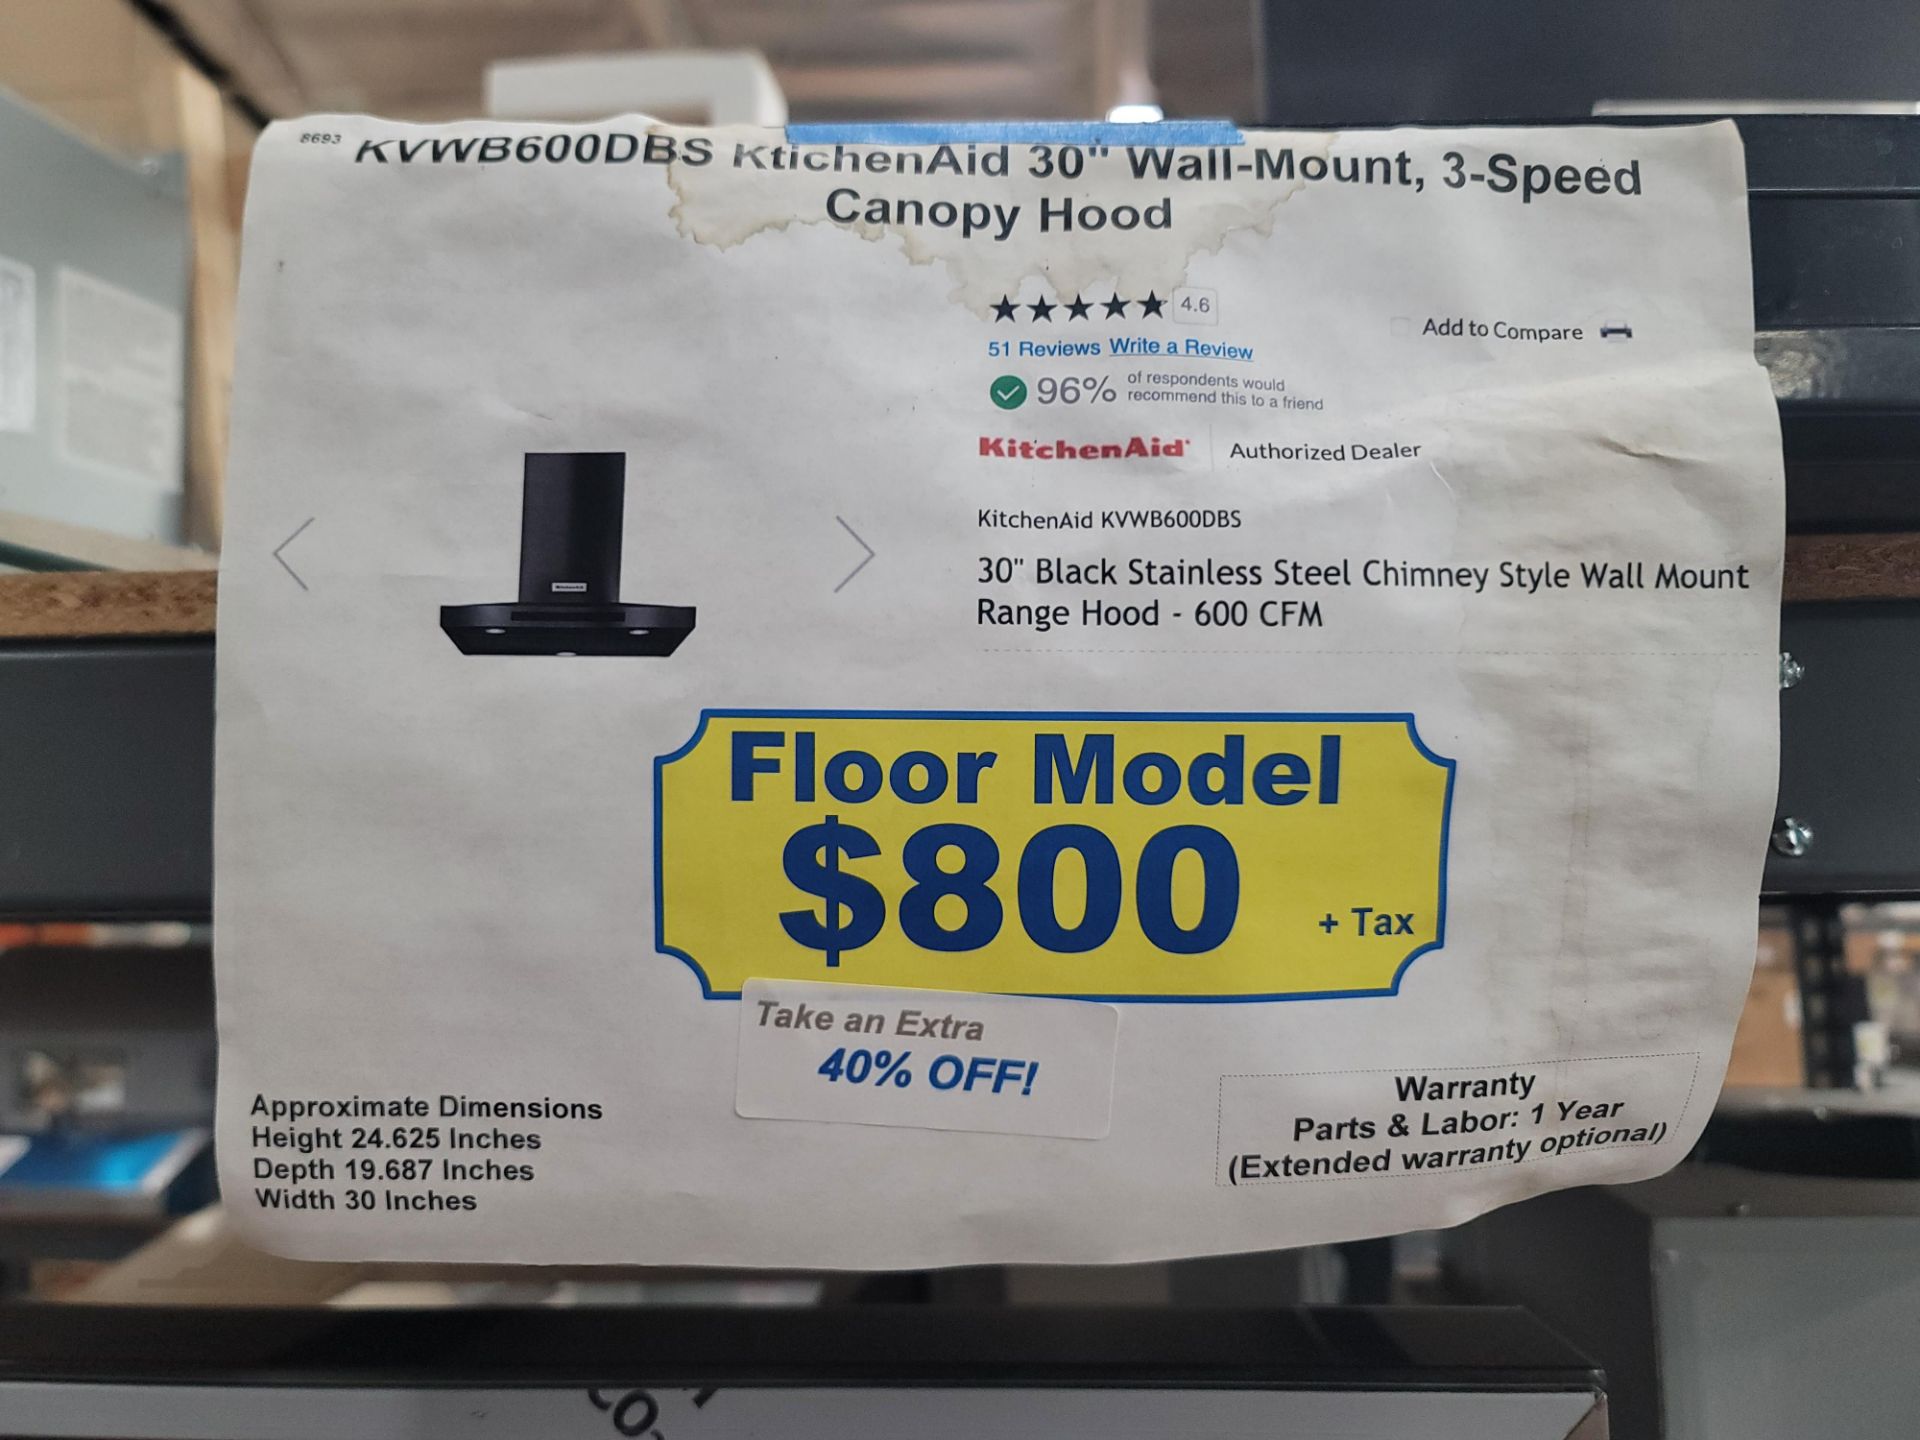 8693 KVWB600DBS KtichenAid 30" Wall-Mount, 3-Speed
Canopy Hood
4.6
Add to Compare
51 Reviews Write a Review
96% of respondents would
recommend this to a friend
KitchenAid Authorized Dealer
KitchenAid KVWB600DBS
30" Black Stainless Steel Chimney Style Wall Mount
Range Hood - 600 CFM
Floor Model
$800 + Tax
Take an Extra
40% OFF!
Approximate Dimensions
Height 24.625 Inches
Depth 19.687 Inches
Width 30 Inches
Warranty
Parts & Labor: 1 Year
(Extended warranty optional)